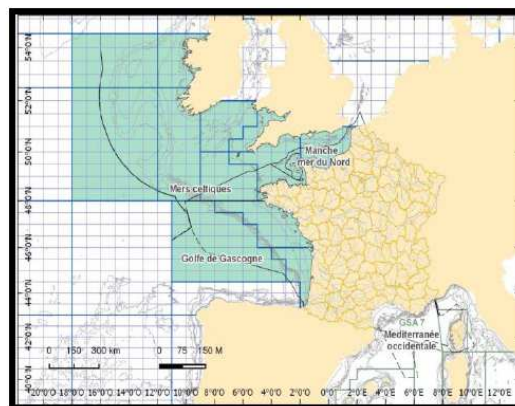 54°0'N
52°0'N
50°0'N
48°0'N
46°0'N
44°0'N
42°0'N
40°0'N
Manche
mer du Nord
Mers celtiques
Golfe de Gascogne
GSA 7
Mediterranée
occidentale
0 150 300 km
0 75 150 M
20°0'O 18°0'O 16°0'O 14°0'O 12°0'O 10°0'O 8°0'O 6°0'O 4°0'O 2°0'O 0°0'E 2°0'E 4°0'E 6°0'E 8°0'E 10°0'E 12°0'E